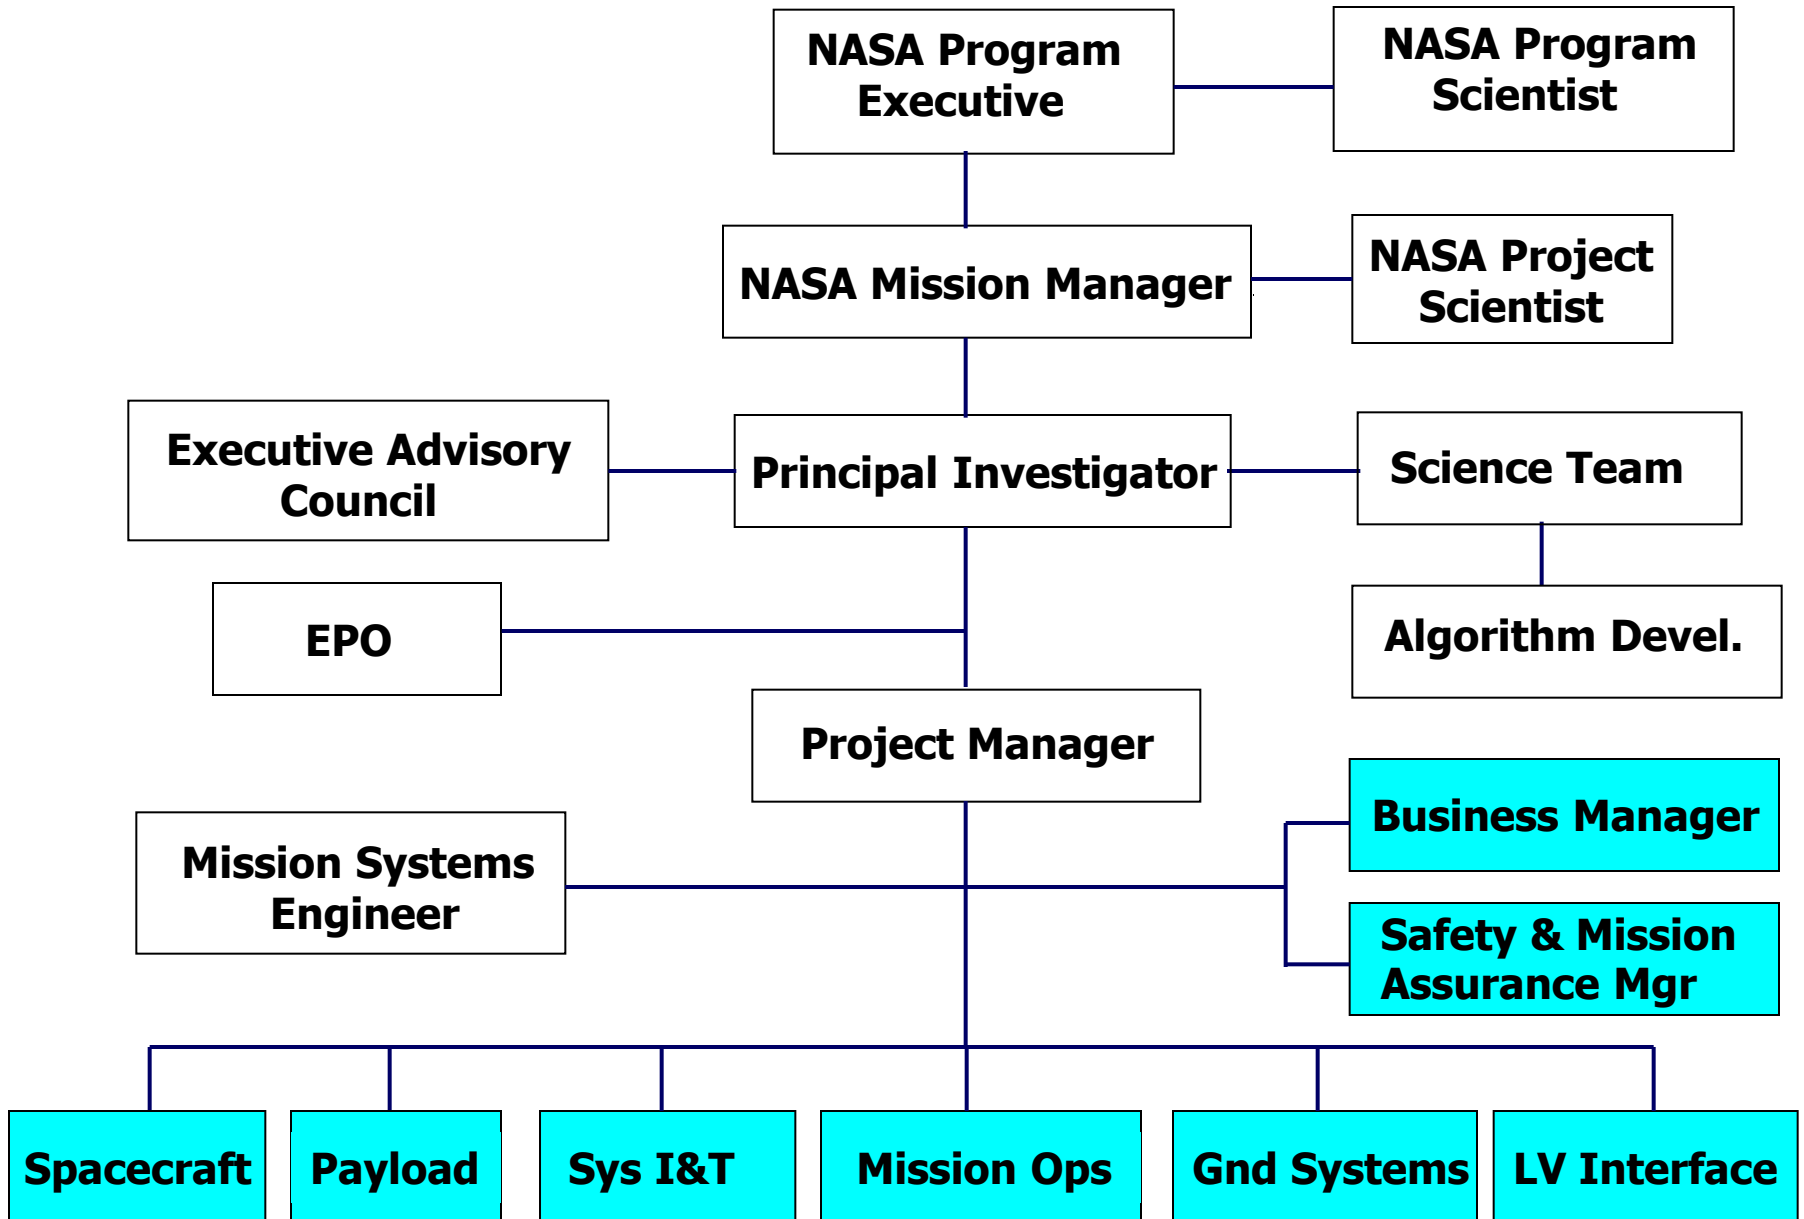 NASA Program
Executive
NASA Program
Scientist
NASA Mission Manager
NASA Project
Scientist
Executive Advisory
Council
Principal Investigator
Science Team
EPO
Algorithm Devel.
Project Manager
Business Manager
Mission Systems
Engineer
Safety & Mission
Assurance Mgr
Spacecraft
Payload
Sys I&T
Mission Ops
Gnd Systems
LV Interface